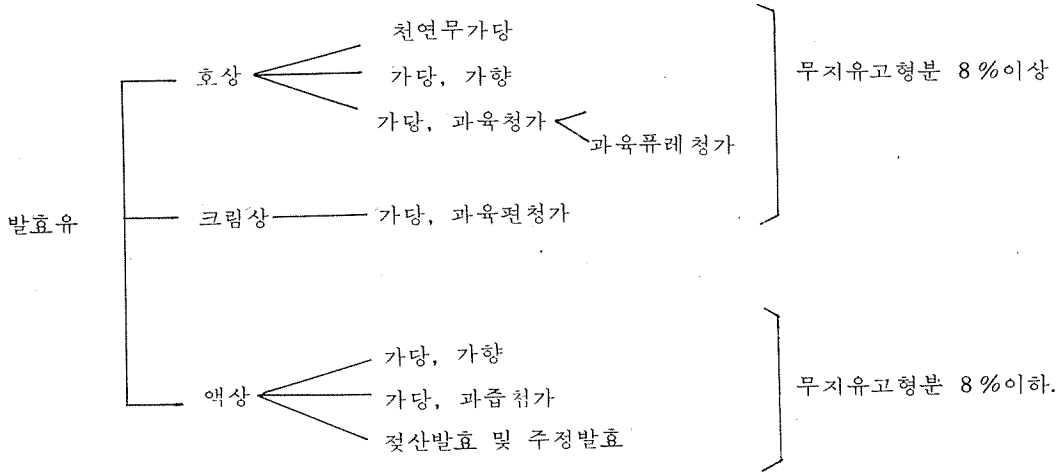 천연무가당
호상
가당, 가향
무지유고형분 8%이상
가당, 과육청가
과육퓨레청가
발효유
크림상
가당, 과육편청가
가당, 가향
액상
가당, 과즙첨가
무지유고형분 8%이하.
젖산발효 및 주정발효